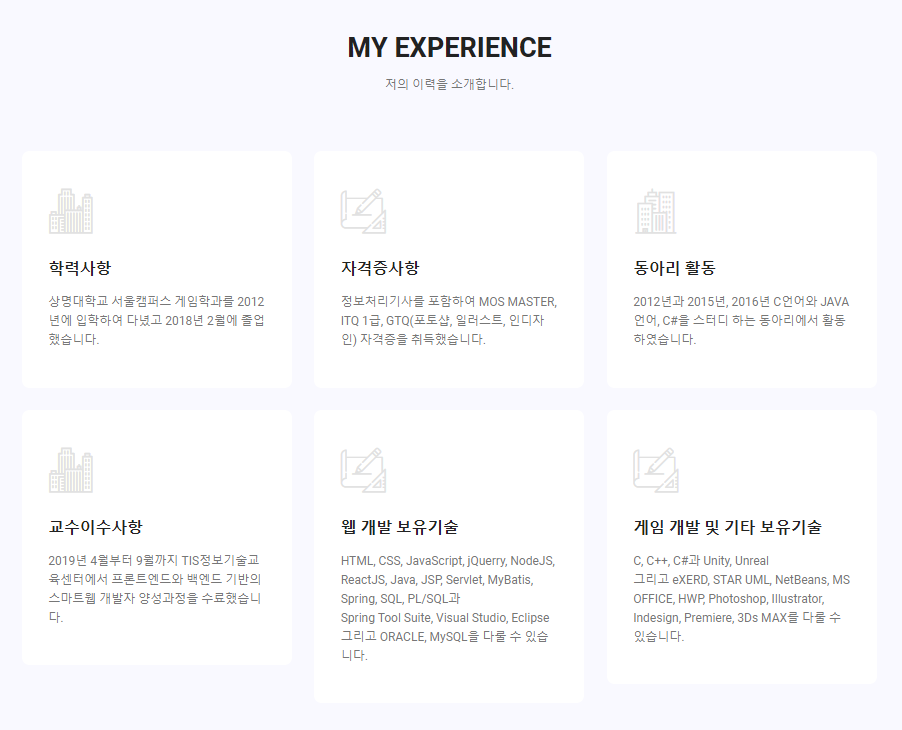 MY EXPERIENCE
저의 이력을 소개합니다.
학력사항
상명대학교 서울캠퍼스 게임학과를 2012
년에 입학하여 다녔고 2018년 2월에 졸업
했습니다.
자격증사항
정보처리기사를 포함하여 MOS MASTER,
ITQ 1급, GTQ(포토샵, 일러스트, 인디자
인) 자격증을 취득했습니다.
동아리 활동
2012년과 2015년, 2016년 C언어와 JAVA
언어, C#을 스터디 하는 동아리에서 활동
하였습니다.
교수이수사항
2019년 4월부터 9월까지 TIS정보기술교
육센터에서 프론트엔드와 백엔드 기반의
스마트웹 개발자 양성과정을 수료했습니
다.
웹 개발 보유기술
HTML, CSS, JavaScript, jQuerry, NodeJS,
ReactJS, Java, JSP, Servlet, MyBatis,
Spring, SQL, PL/SQL과
Spring Tool Suite, Visual Studio, Eclipse
그리고 ORACLE, MySQL을 다룰 수 있습
니다.
게임 개발 및 기타 보유기술
C, C++, C#과 Unity, Unreal
그리고 eXERD, STAR UML, NetBeans, MS
OFFICE, HWP, Photoshop, Illustrator,
Indesign, Premiere, 3Ds MAX를 다룰 수
있습니다.